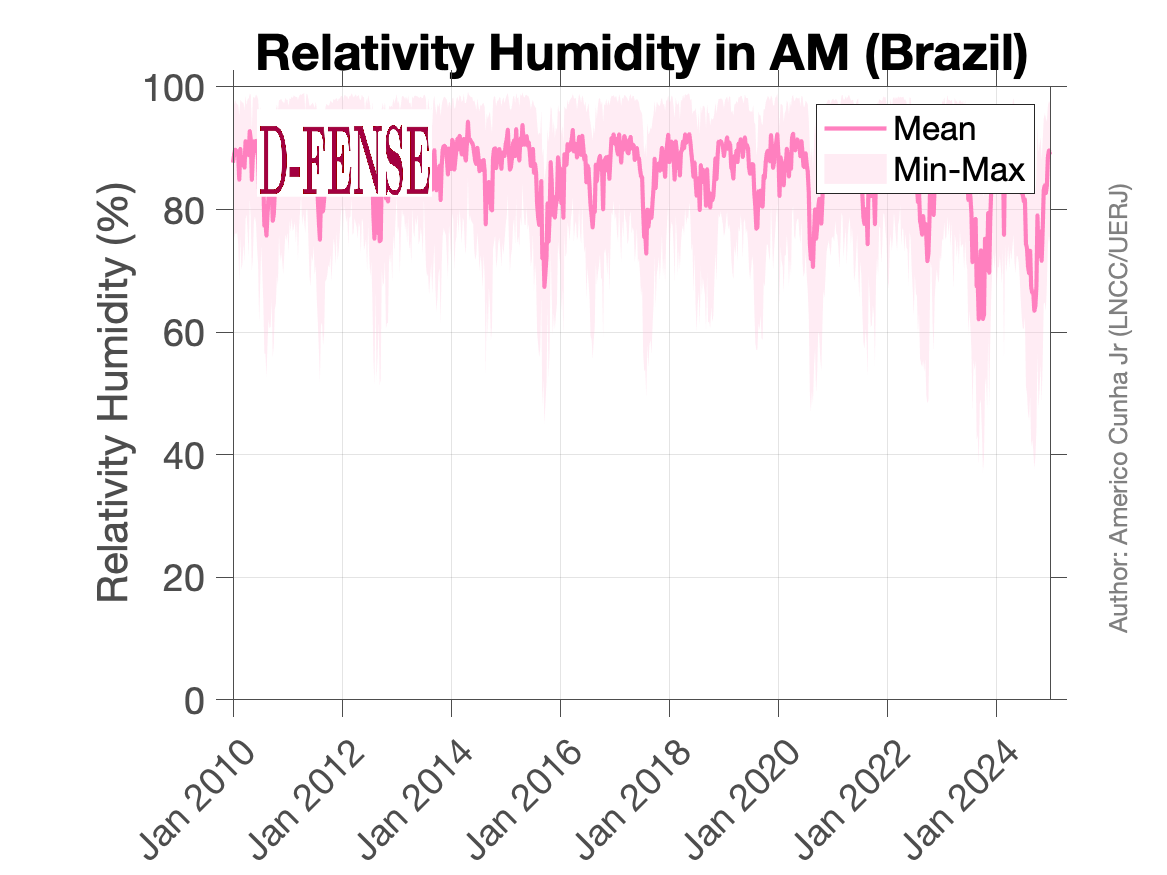 Relativity Humidity in AM (Brazil)
Relativity Humidity (%)
100
80
60
40
20
0
D-FENSE
Mean
Min-Max
Jan 2010
Jan 2012
Jan 2014
Jan 2016
Jan 2018
Jan 2020
Jan 2022
Jan 2024
Author: Americo Cunha Jr (LNCC/UERJ)